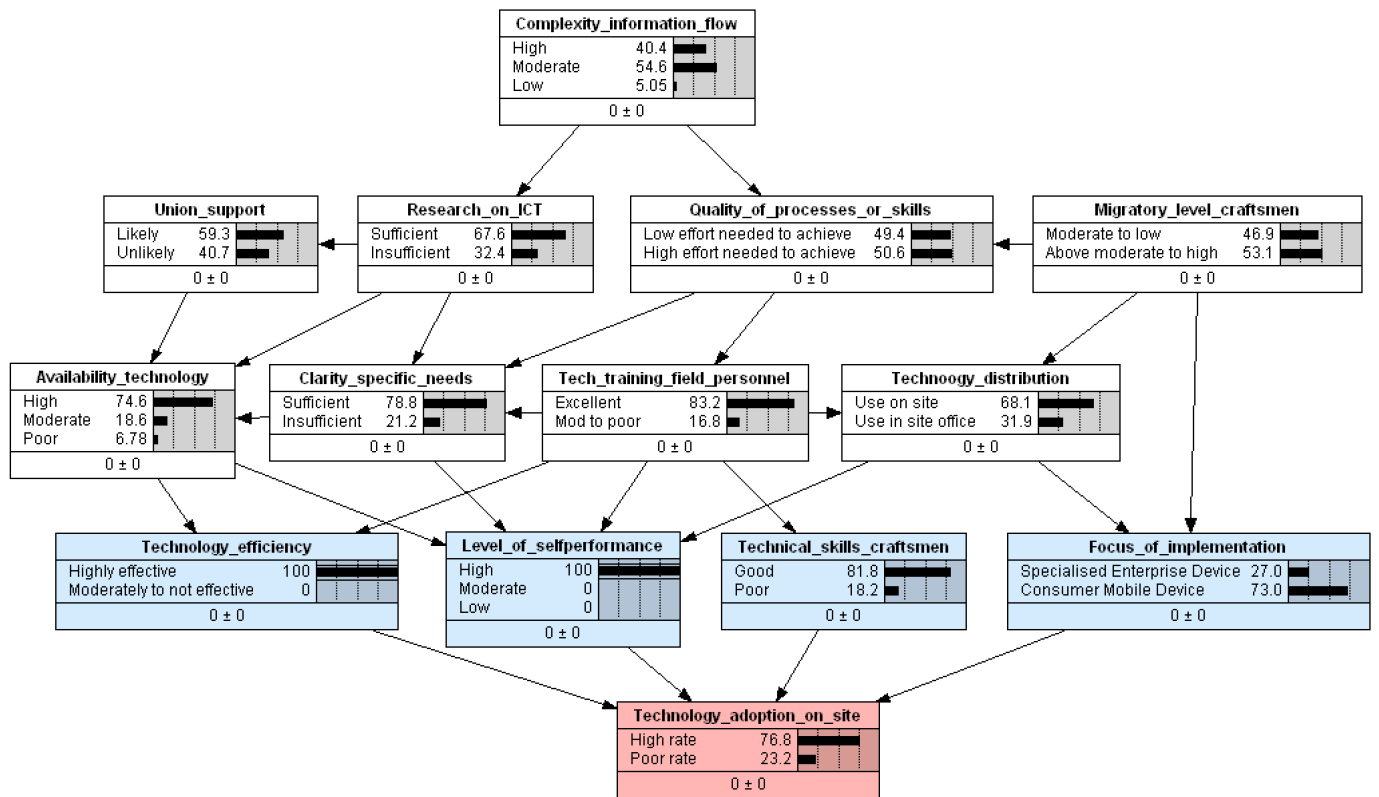 Complexity_information_flow
High 40.4
Moderate 54.6
Low 5.05
0 ± 0
Union_support
Likely 59.3
Unlikely 40.7
0 ± 0
Research_on_ICT
Sufficient 67.6
Insufficient 32.4
0 ± 0
Quality_of_processes_or_skills
Low effort needed to achieve 49.4
High effort needed to achieve 50.6
0 ± 0
Migratory_level_craftsmen
Moderate to low 46.9
Above moderate to high 53.1
0 ± 0
Availability_technology
High 74.6
Moderate 18.6
Poor 6.78
0 ± 0
Clarity_specific_needs
Sufficient 78.8
Insufficient 21.2
0 ± 0
Tech_training_field_personnel
Excellent 83.2
Mod to poor 16.8
0 ± 0
Technoogy_distribution
Use on site 68.1
Use in site office 31.9
0 ± 0
Technology_efficiency
Highly effective 100
Moderately to not effective 0
0 ± 0
Level_of_selfperformance
High 100
Moderate 0
Low 0
0 ± 0
Technical_skills_craftsmen
Good 81.8
Poor 18.2
0 ± 0
Focus_of_implementation
Specialised Enterprise Device 27.0
Consumer Mobile Device 73.0
0 ± 0
Technology_adoption_on_site
High rate 76.8
Poor rate 23.2
0 ± 0